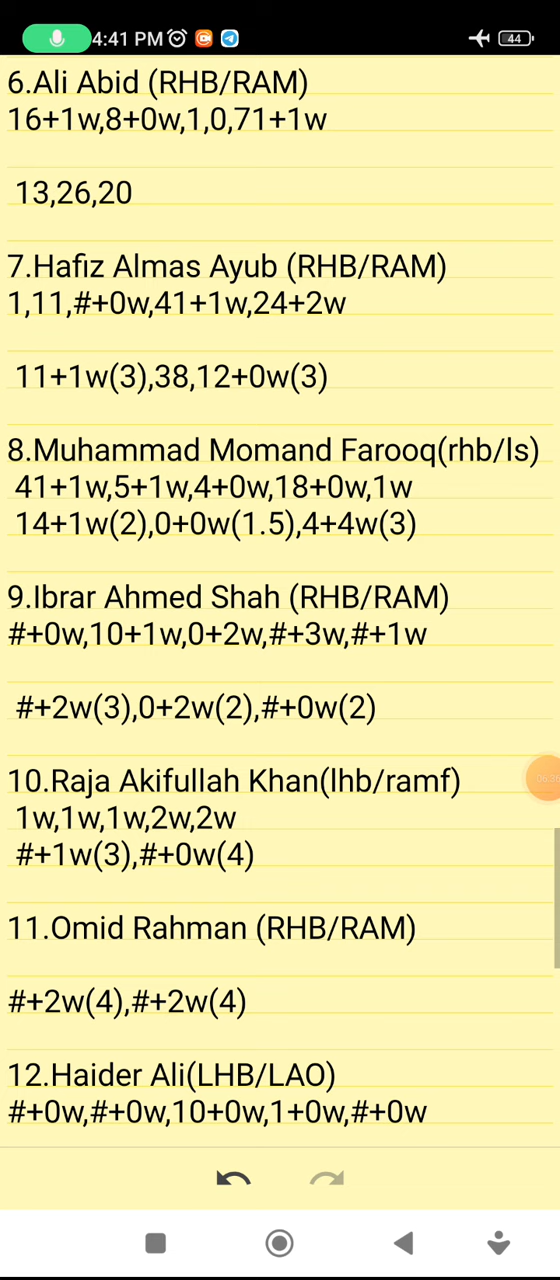 4:41 PM
44
6.Ali Abid (RHB/RAM)
16+1w,8+0w,1,0,71+1w
13,26,20
7.Hafiz Almas Ayub (RHB/RAM)
1,11,#+0w,41+1w,24+2w
11+1w(3),38,12+0w(3)
8.Muhammad Momand Farooq(rhb/ls)
41+1w,5+1w,4+0w,18+0w,1w
14+1w(2),0+0w(1.5),4+4w(3)
9.Ibrar Ahmed Shah (RHB/RAM)
#+0w,10+1w,0+2w,#+3w,#+1w
#+2w(3),0+2w(2),#+0w(2)
10.Raja Akifullah Khan(lhb/ramf)
1w,1w,1w,2w,2w
#+1w(3),#+0w(4)
11.Omid Rahman (RHB/RAM)
#+2w(4),#+2w(4)
12.Haider Ali(LHB/LAO)
#+0w,#+0w,10+0w,1+0w,#+0w